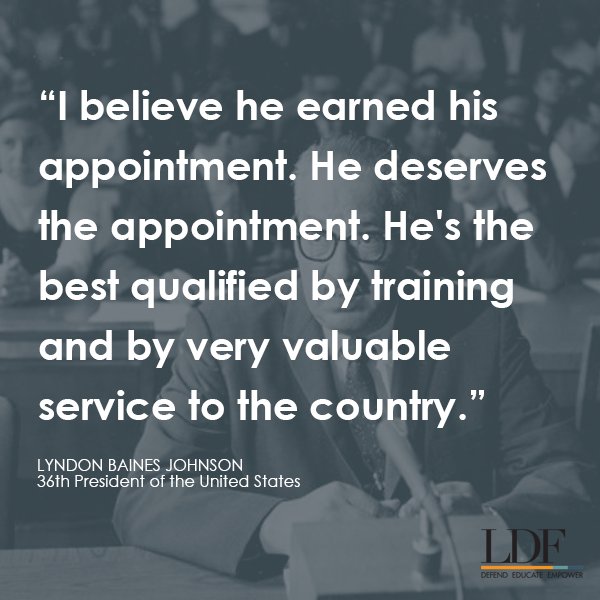 “I believe he earned his
appointment. He deserves
the appointment. He's the
best qualified by training
and by very valuable
service to the country.”
LYNDON BAINES JOHNSON
36th President of the United States
LDF
DEFEND EDUCATE EMPOWER